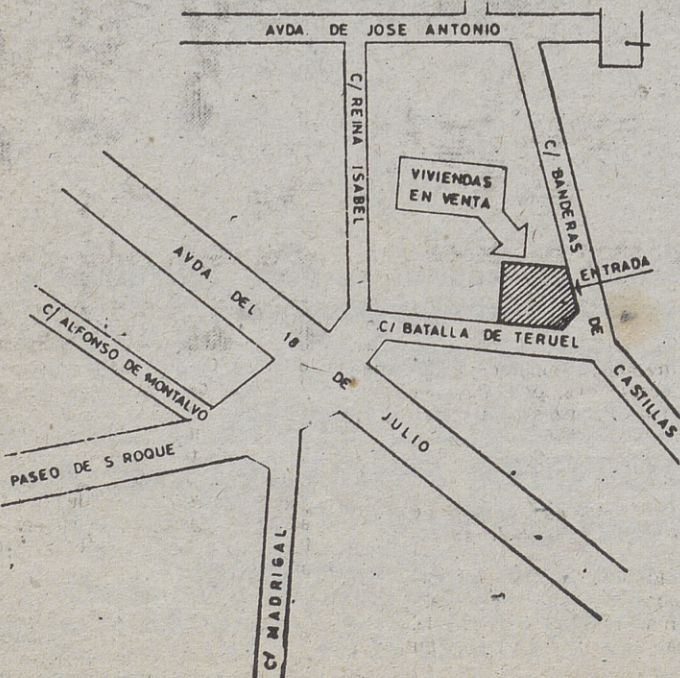 AVDA. DE JOSE ANTONIO
C/ REINA ISABEL
C/ BANDERAS DE CASTILLAS
VIVIENDAS
EN VENTA
ENTRADA
AVDA. DEL 18 DE JULIO
C/ BATALLA DE TERUEL
C/ ALFONSO DE MONTALVO
PASEO DE S ROQUE
Cº MADRIGAL